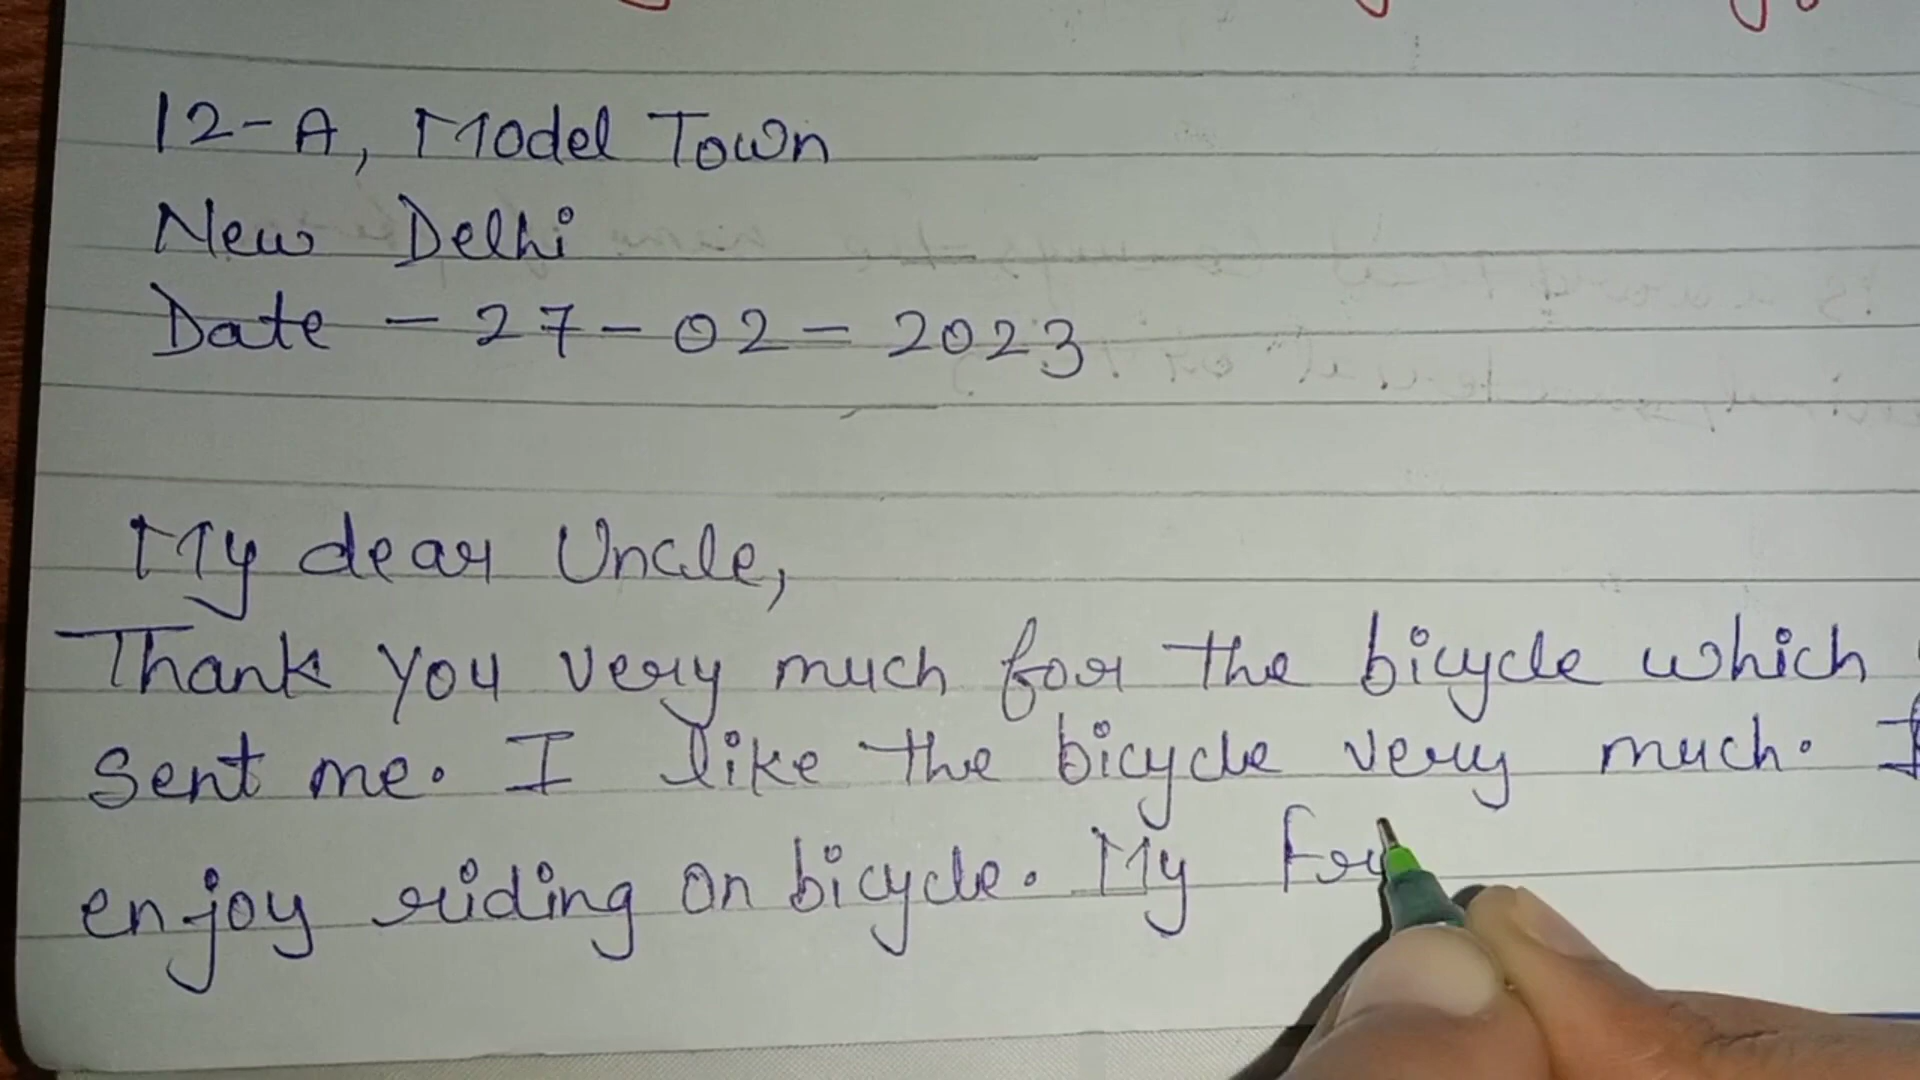 12-A, Model Town
New Delhi
Date - 27-02-2023
My dear Uncle,
Thank you very much for the bicycle which
sent me. I like the bicycle very much. I
enjoy riding on bicycle. My Fr